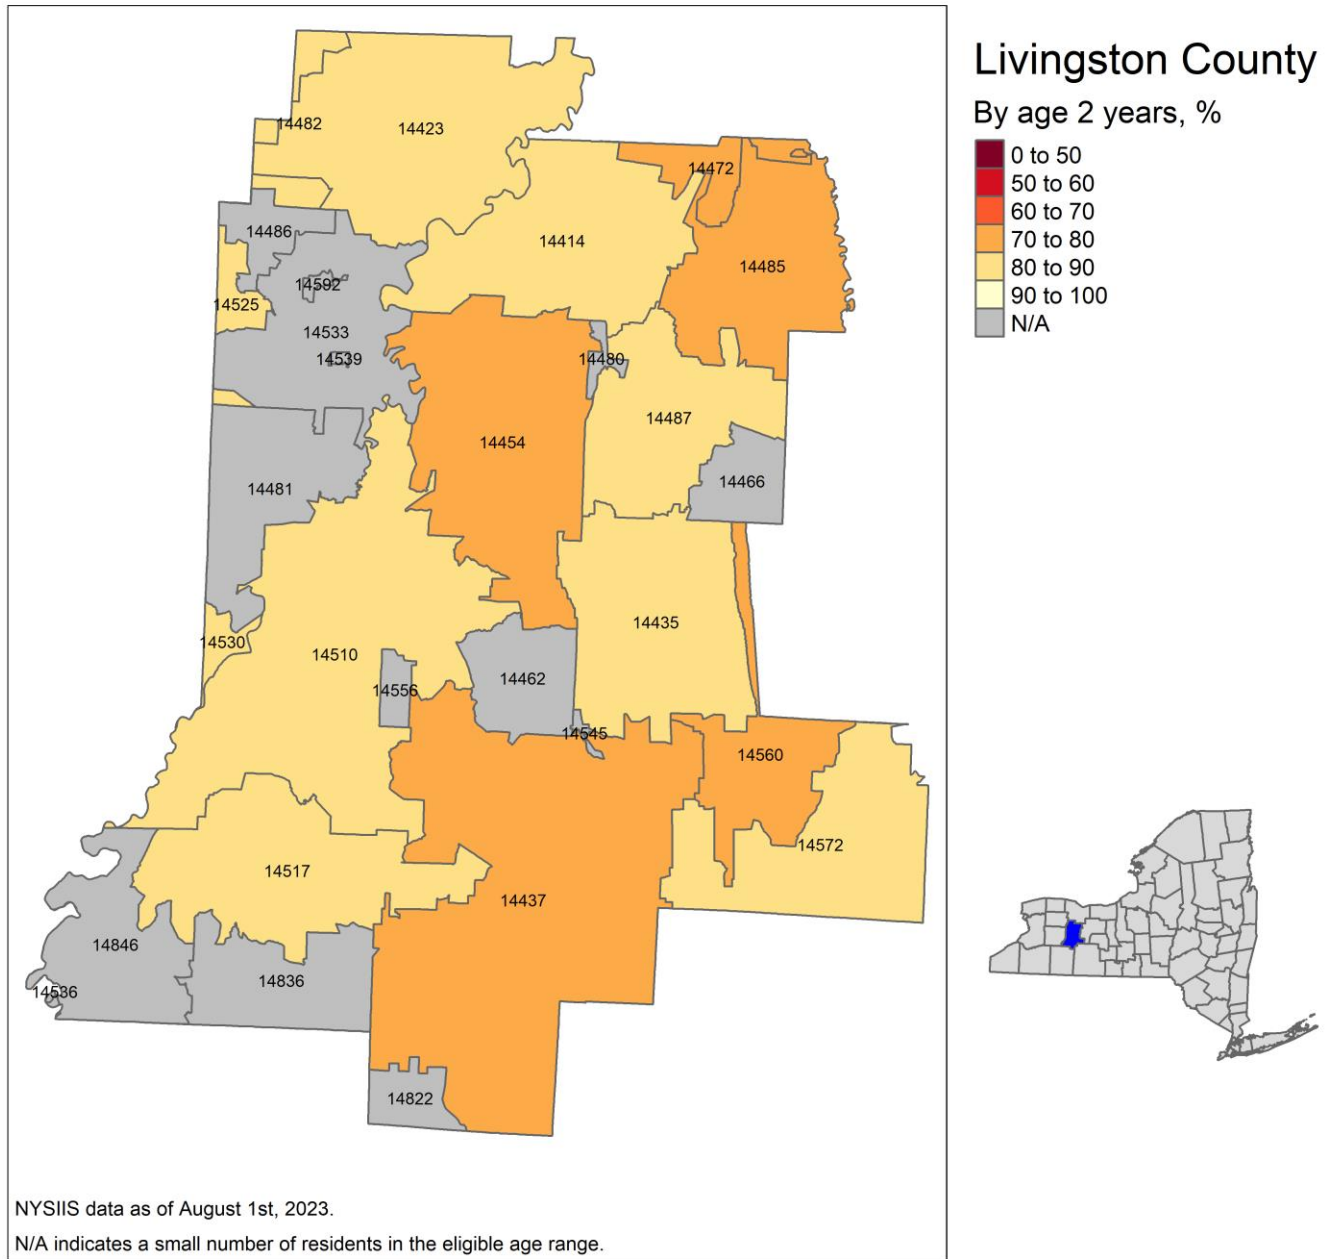 Livingston County
By age 2 years, %
0 to 50
50 to 60
60 to 70
70 to 80
80 to 90
90 to 100
N/A
14482
14423
14472
14486
14414
14485
14592
14525
14533
14539
14480
14487
14454
14466
14481
14435
14530
14510
14462
14556
14545
14560
14572
14517
14437
14846
14836
14536
14822
NYSIIS data as of August 1st, 2023.
N/A indicates a small number of residents in the eligible age range.